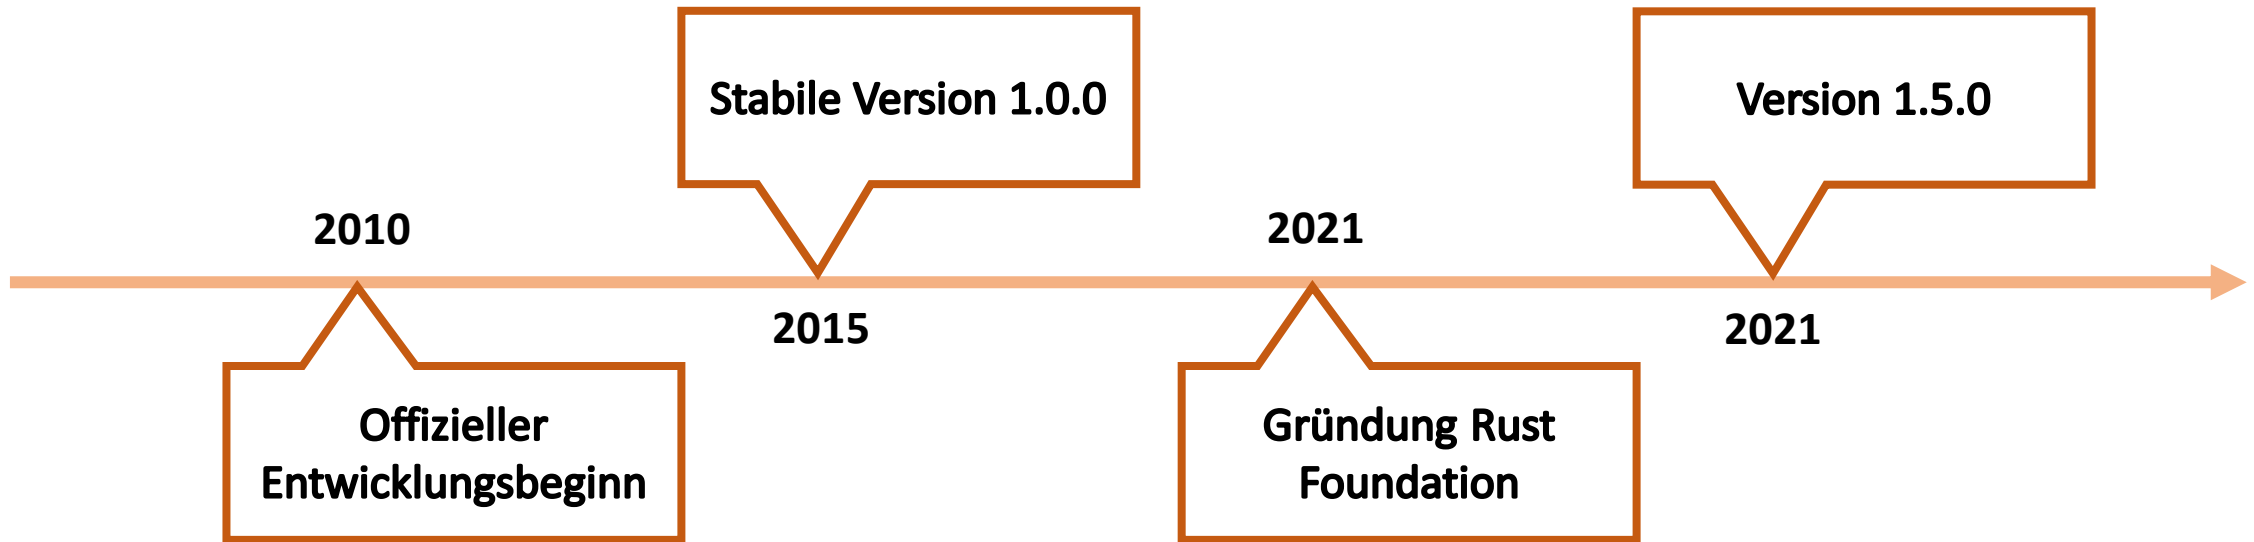 Stabile Version 1.0.0
Version 1.5.0
2010
2021
2015
2021
Offizieller
Entwicklungsbeginn
Gründung Rust
Foundation